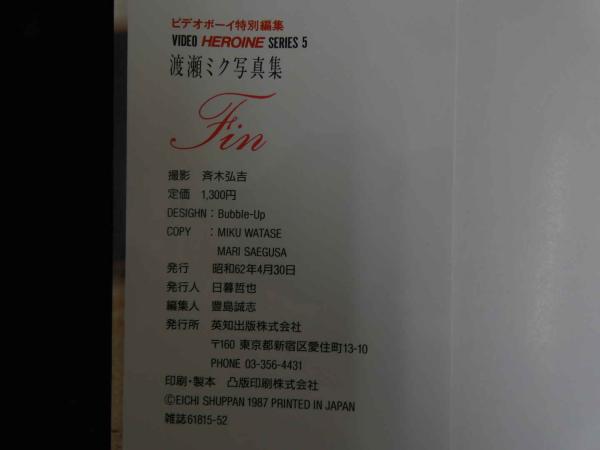 ビデオボーイ特別編集
VIDEO HEROINE SERIES 5
渡瀬ミク写真集
Fin
撮影 斉木弘吉
定価 1,300円
DESIGHN : Bubble-Up
COPY : MIKU WATASE
MARI SAEGUSA
発行 昭和62年4月30日
発行人 日暮哲也
編集人 豊島誠志
発行所 英知出版株式会社
〒160 東京都新宿区愛住町13-10
PHONE 03-356-4431
印刷・製本 凸版印刷株式会社
©EICHI SHUPPAN 1987 PRINTED IN JAPAN
雑誌61815-52